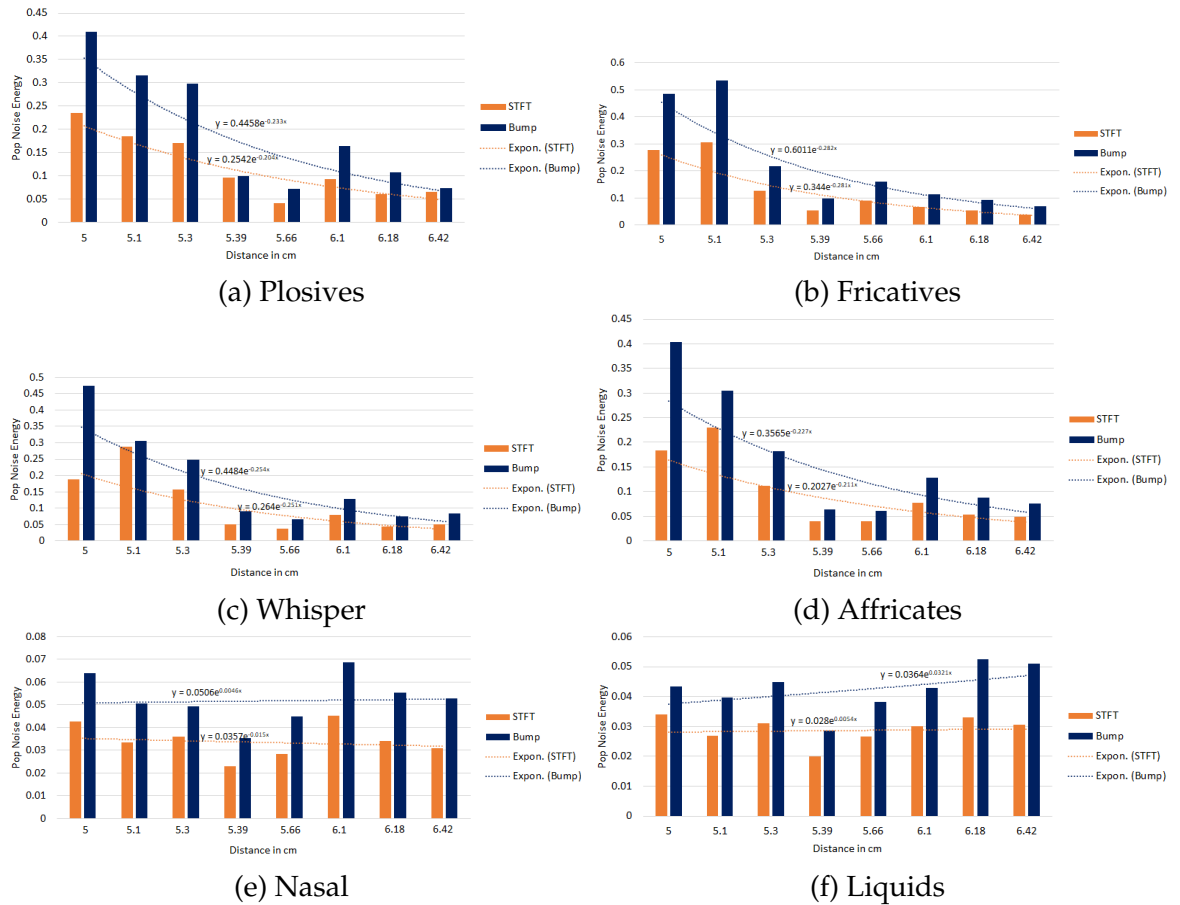 0.45
0.4
0.35
0.3
0.25
0.2
0.15
0.1
0.05
0
Pop Noise Energy
y = 0.4458e^-0.233x
y = 0.2542e^-0.204x
5 5.1 5.3 5.39 5.66 6.1 6.18 6.42
Distance in cm
STFT
Bump
Expon. (STFT)
Expon. (Bump)
(a) Plosives
0.6
0.5
0.4
0.3
0.2
0.1
0
Pop Noise Energy
y = 0.6011e^-0.282x
y = 0.344e^-0.281x
5 5.1 5.3 5.39 5.66 6.1 6.18 6.42
Distance in cm
STFT
Bump
Expon. (STFT)
Expon. (Bump)
(b) Fricatives
0.5
0.45
0.4
0.35
0.3
0.25
0.2
0.15
0.1
0.05
0
Pop Noise Energy
y = 0.4484e^-0.254x
y = 0.264e^-0.251x
5 5.1 5.3 5.39 5.66 6.1 6.18 6.42
Distance in cm
STFT
Bump
Expon. (STFT)
Expon. (Bump)
(c) Whisper
0.45
0.4
0.35
0.3
0.25
0.2
0.15
0.1
0.05
0
Pop Noise Energy
y = 0.3565e^-0.227x
y = 0.2027e^-0.211x
5 5.1 5.3 5.39 5.66 6.1 6.18 6.42
Distance in cm
STFT
Bump
Expon. (STFT)
Expon. (Bump)
(d) Affricates
0.08
0.07
0.06
0.05
0.04
0.03
0.02
0.01
0
Pop Noise Energy
y = 0.0506e^0.0046x
y = 0.0357e^-0.015x
5 5.1 5.3 5.39 5.66 6.1 6.18 6.42
Distance in cm
STFT
Bump
Expon. (STFT)
Expon. (Bump)
(e) Nasal
0.06
0.05
0.04
0.03
0.02
0.01
0
Pop Noise Energy
y = 0.0364e^0.0321x
y = 0.028e^0.0054x
5 5.1 5.3 5.39 5.66 6.1 6.18 6.42
Distance in cm
STFT
Bump
Expon. (STFT)
Expon. (Bump)
(f) Liquids